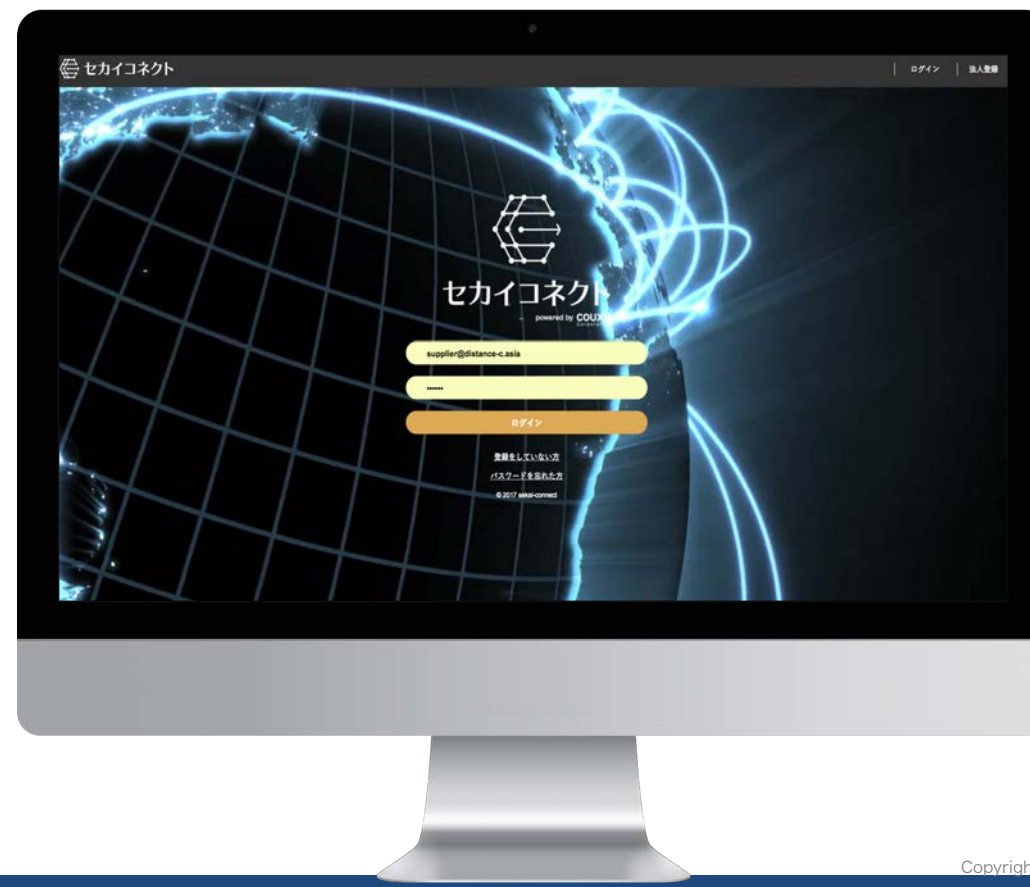 セカイコネクト
ログイン
法人登録
セカイコネクト
powered by COUXU
Corporation
supplier@distance-c.asia
••••••
ログイン
登録をしていない方
パスワードを忘れた方
© 2017 sekai-connect